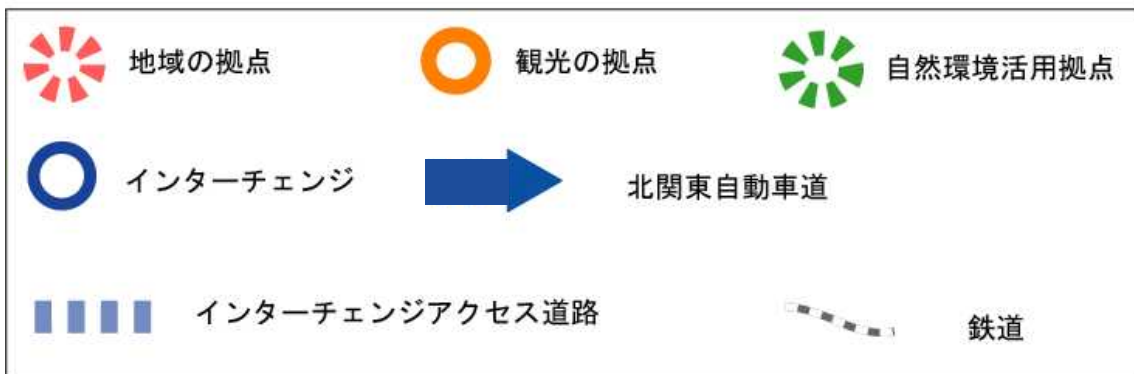 地域の拠点
観光の拠点
自然環境活用拠点
インターチェンジ
北関東自動車道
インターチェンジアクセス道路
鉄道